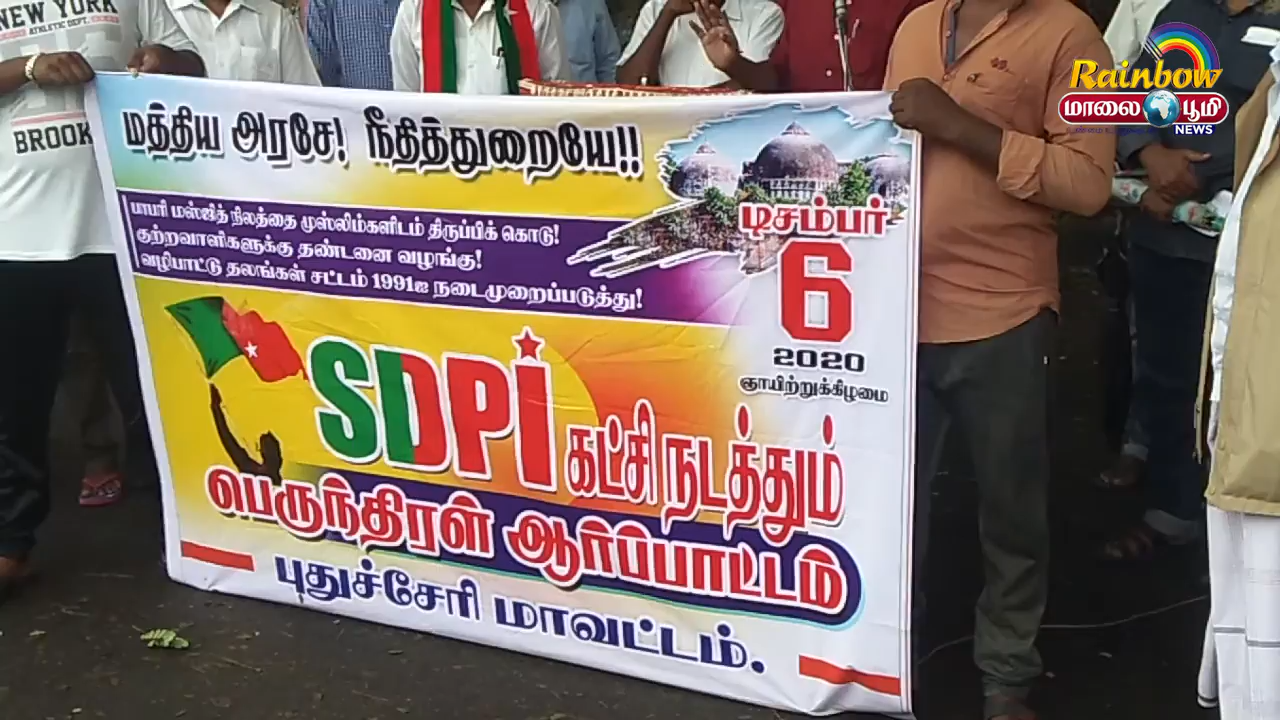 NEW YORK
ATHLETIC DEPT.
BROOK
Rainbow
மாலை பூமி
NEWS
மத்திய அரசே! நீதித்துறையே!!
பாபரி மஸ்ஜித் நிலத்தை முஸ்லிம்களிடம் திருப்பிக் கொடு!
குற்றவாளிகளுக்கு தண்டனை வழங்கு!
வழிபாட்டு தலங்கள் சட்டம் 1991ஐ நடைமுறைப்படுத்து!
டிசம்பர்
6
2020
ஞாயிற்றுக்கிழமை
SDPI கட்சி நடத்தும்
பெருந்திரள் ஆர்ப்பாட்டம்
புதுச்சேரி மாவட்டம்.